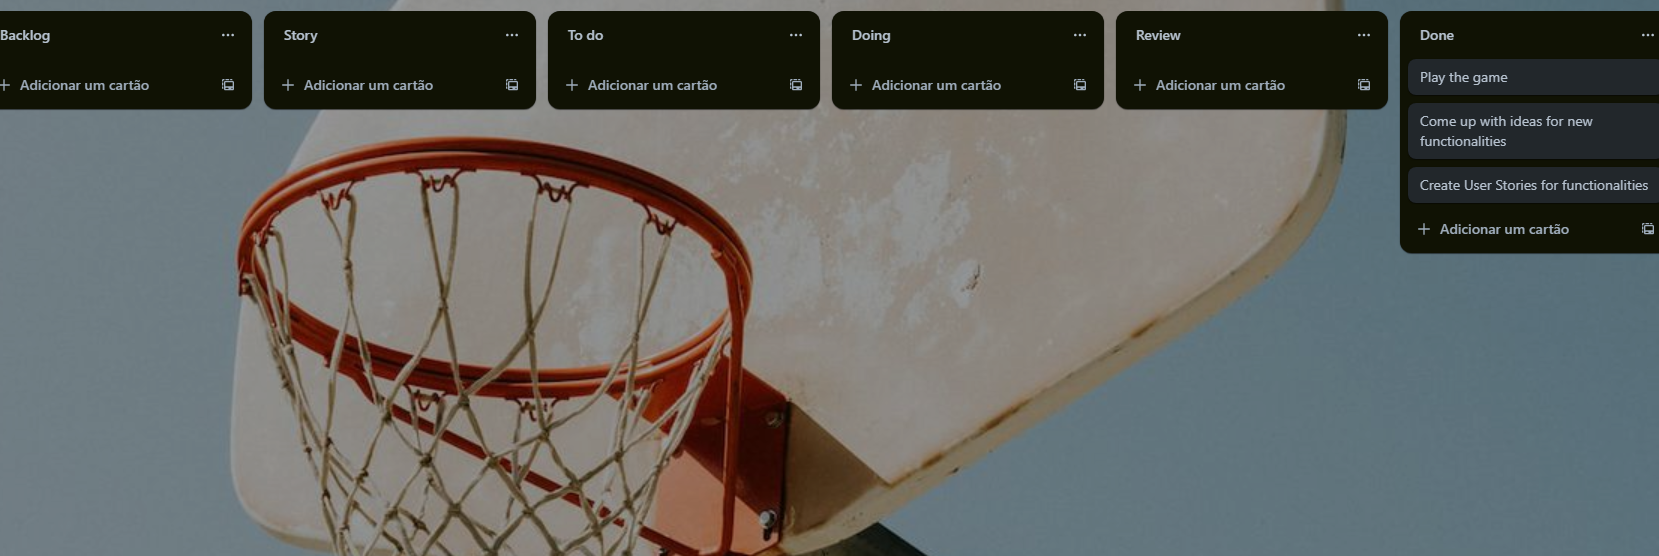 Backlog
Story
To do
Doing
Review
Done
Adicionar um cartão
Adicionar um cartão
Adicionar um cartão
Adicionar um cartão
Adicionar um cartão
Play the game
Come up with ideas for new
functionalities
Create User Stories for functionalities
Adicionar um cartão